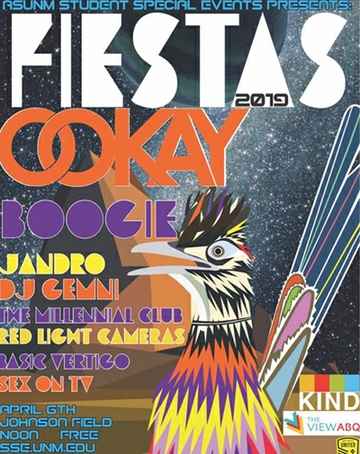 ASUNM STUDENT SPECIAL EVENTS PRESENTS:
FIESTAS
2019
OOKAY
BOOGIE
JANDRO
DJ GEMNI
THE MILLENNIAL CLUB
RED LIGHT CAMERAS
BASIC VERTIGO
SEX ON TV
APRIL 6TH
JOHNSON FIELD
NOON FREE
SSE.UNM.EDU
KIND
THE
VIEWABQ
UNITED